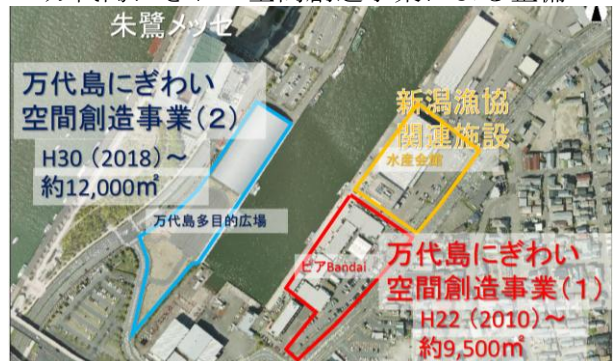 朱鷺メッセ
万代島にぎわい
空間創造事業(2)
H30 (2018)～
約12,000㎡
万代島多目的広場
新潟漁協
関連施設
水産会館
ピアBandai
万代島にぎわい
空間創造事業(1)
H22 (2010)～
約9,500㎡